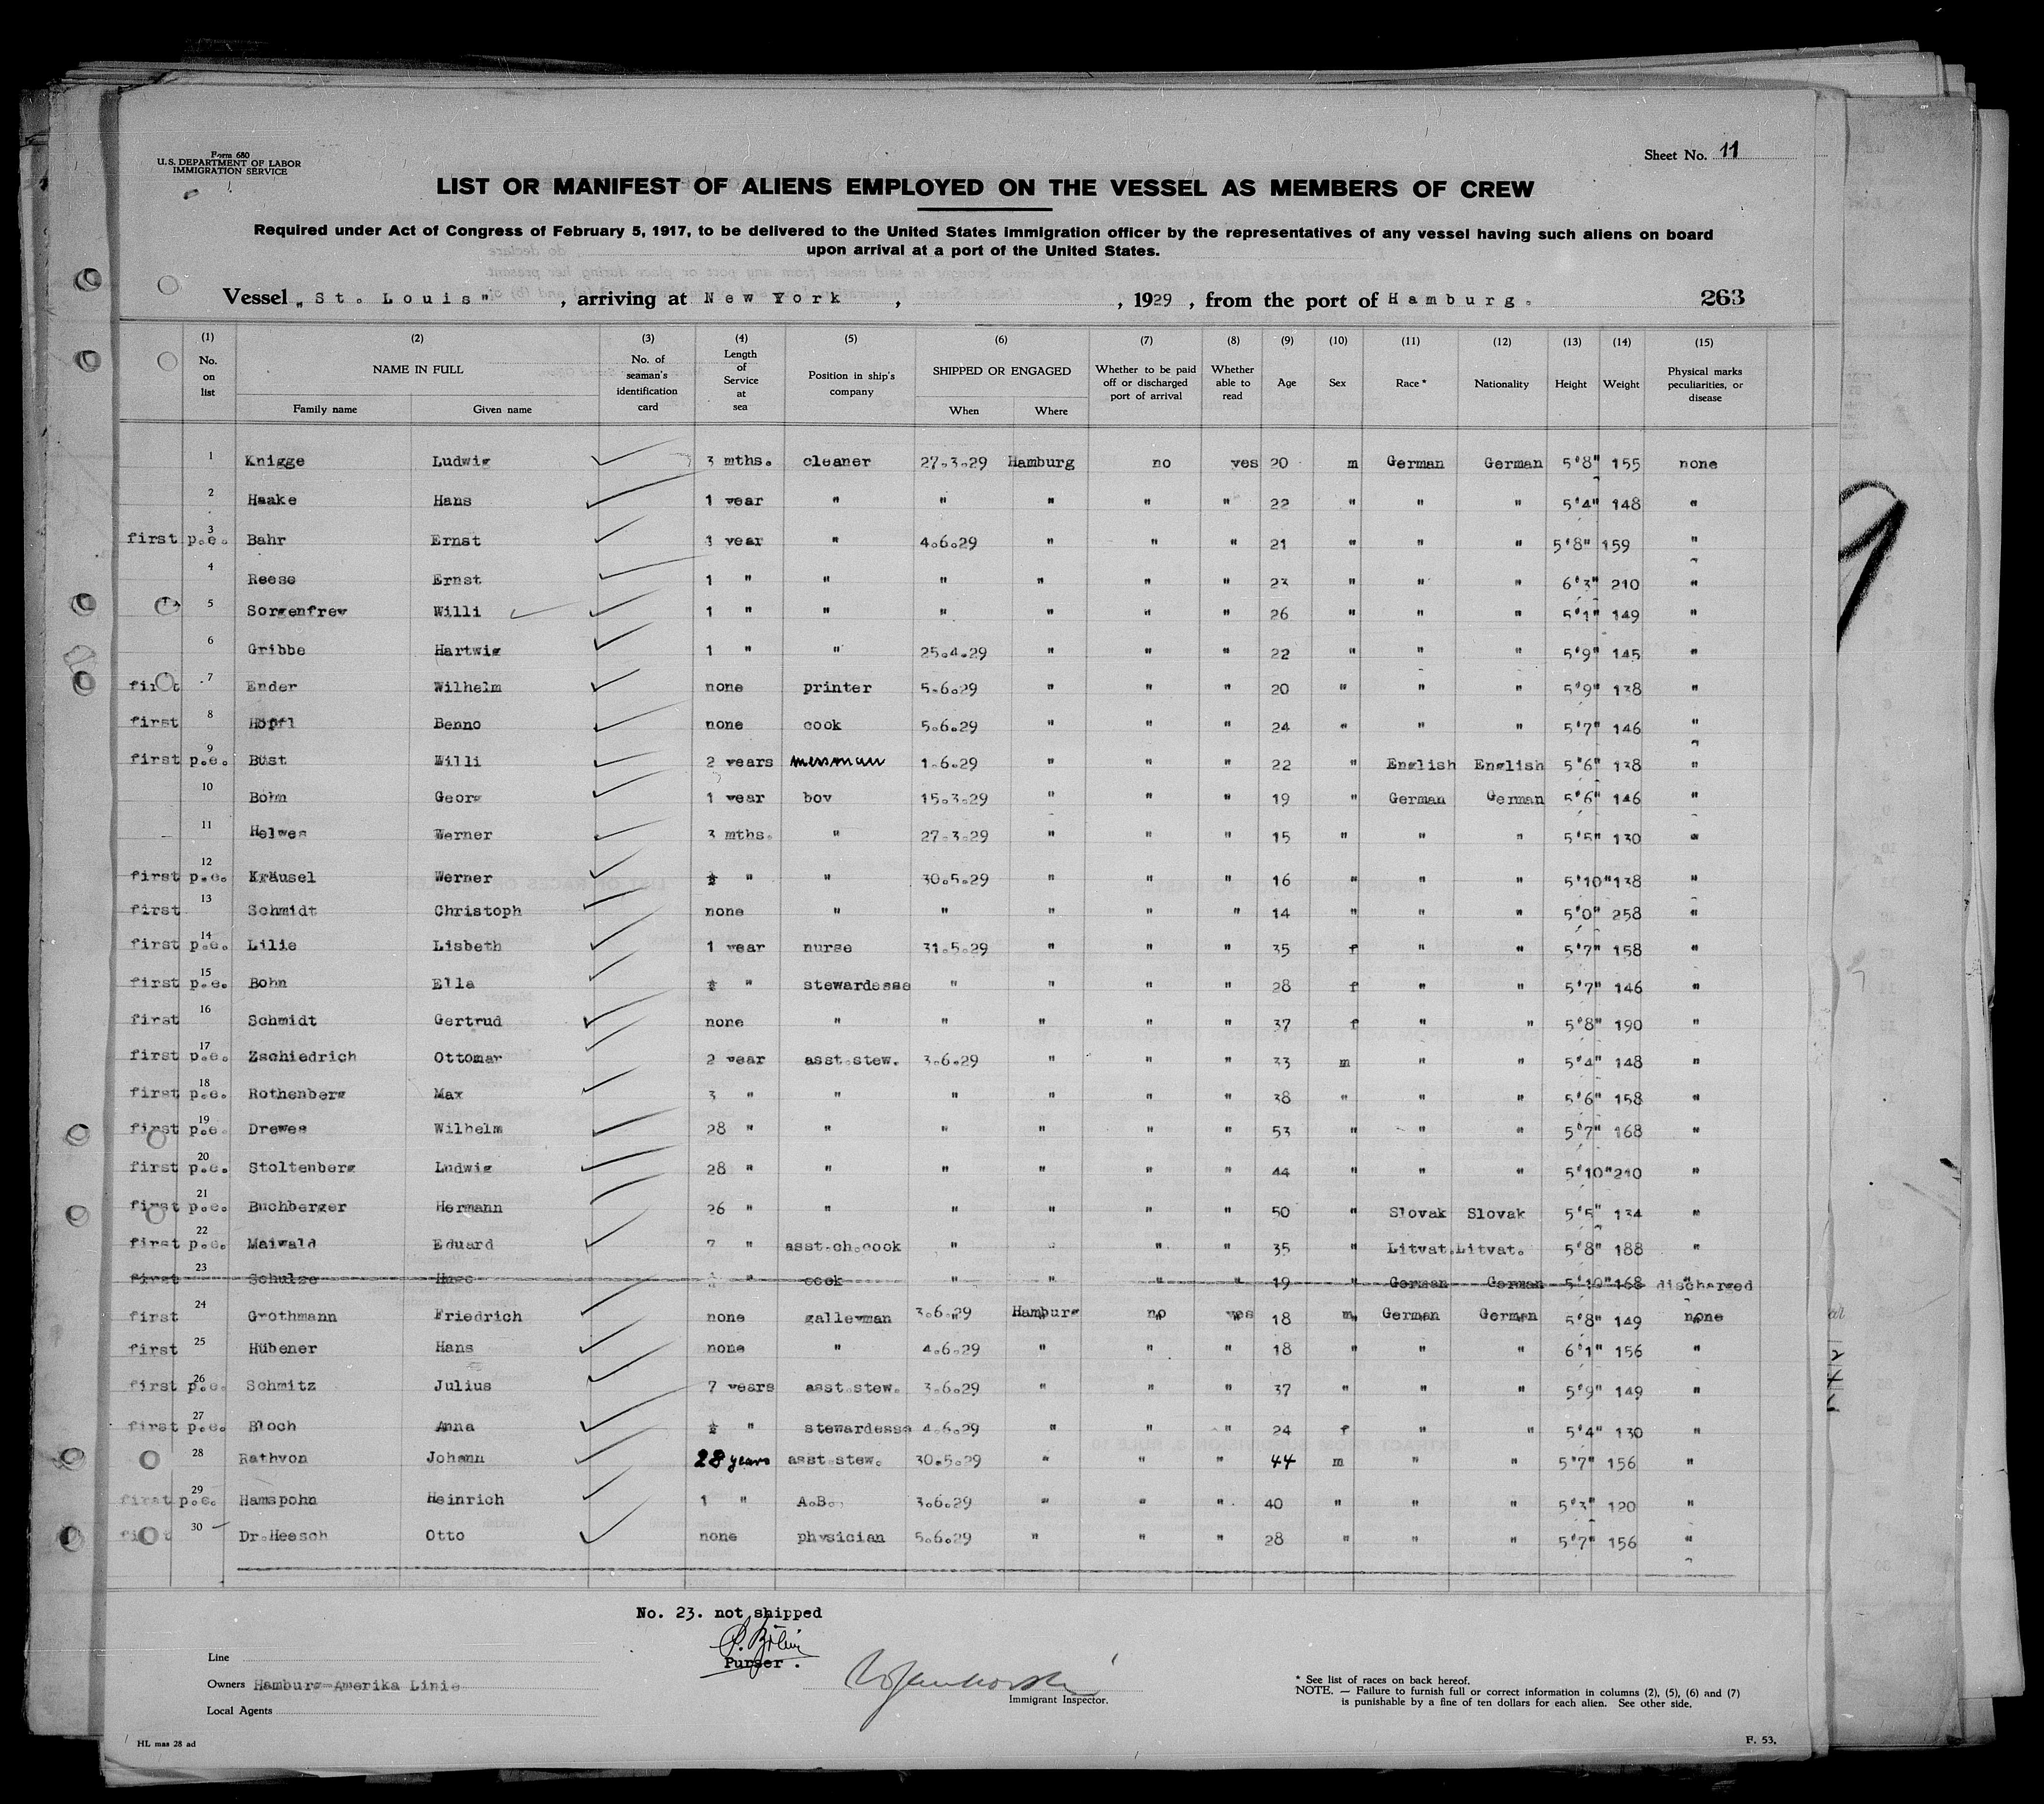 Form 680
U.S. DEPARTMENT OF LABOR
IMMIGRATION SERVICE
Sheet No. 11
LIST OR MANIFEST OF ALIENS EMPLOYED ON THE VESSEL AS MEMBERS OF CREW
Required under Act of Congress of February 5, 1917, to be delivered to the United States immigration officer by the representatives of any vessel having such aliens on board
upon arrival at a port of the United States.
Vessel „St. Louis" , arriving at New York , , 1929 , from the port of Hamburg. 263
(1) (2) (3) (4) (5) (6) (7) (8) (9) (10) (11) (12) (13) (14) (15)
No. on list NAME IN FULL Family name Given name No. of seaman's identification card Length of Service at sea Position in ship's company SHIPPED OR ENGAGED When Where Whether to be paid off or discharged port of arrival Whether able to read Age Sex Race* Nationality Height Weight Physical marks peculiarities, or disease
1 Knigge Ludwig 3 mths. cleaner 27.3.29 Hamburg no yes 20 m German German 5'8" 155 none
2 Haake Hans 1 year " " " " " 22 " " " 5'4" 148 "
first p.e. 3 Bahr Ernst 1 year " 4.6.29 " " " 21 " " " 5'8" 159 "
4 Reese Ernst 1 " " " " " " 23 " " " 6'3" 210 "
5 Sorgenfrey Willi 1 " " " " " " 26 " " " 5'1" 149 "
6 Gribbe Hartwig 1 " " 25.4.29 " " " 22 " " " 5'9" 145 "
first 7 Ender Wilhelm none printer 5.6.29 " " " 20 " " " 5'9" 138 "
first 8 Höpfl Benno none cook 5.6.29 " " " 24 " " " 5'7" 146 "
first p.e. 9 Büst Willi 2 years messman 1.6.29 " " " 22 " English English 5'6" 138 "
10 Bohn Georg 1 year boy 15.3.29 " " " 19 " German German 5'6" 146 "
11 Helwes Werner 3 mths. " 27.3.29 " " " 15 " " " 5'5" 130 "
first p.e. 12 Kräusel Werner ½ " " 30.5.29 " " " 16 " " " 5'10" 138 "
first 13 Schmidt Christoph none " " " " " 14 " " " 5'0" 258 "
first p.e. 14 Lilie Lisbeth 1 year nurse 31.5.29 " " " 35 f " " 5'7" 158 "
first p.e. 15 Bohn Ella " stewardesse " " " " 28 f " " 5'7" 146 "
first 16 Schmidt Gertrud none " " " " " 37 f " " 5'8" 190 "
first p.e. 17 Zschiedrich Ottomar 2 year asst.stew. 3.6.29 " " " 33 m " " 5'4" 148 "
first p.e. 18 Rothenberg Max 3 " " " " " " 38 " " " 5'6" 158 "
first p.e. 19 Drewes Wilhelm 28 " " " " " " 53 " " " 5'7" 168 "
first p.e. 20 Stoltenberg Ludwig 28 " " " " " " 44 " " " 5'10" 210 "
first p.e. 21 Buchberger Hermann 26 " " " " " " 50 " Slovak Slovak 5'5" 134 "
first p.e. 22 Maiwald Eduard 7 " asst.ch.cook " " " " 35 " Litvat. Litvat. 5'8" 188 "
first 23 Schulze Hugo " cook " " " " 19 " German German 5'10" 168 discharged
first 24 Grothmann Friedrich none galleyman 3.6.29 Hamburg no yes 18 m German German 5'8" 149 none
first 25 Hübener Hans none " 4.6.29 " " " 18 " " " 6'1" 156 "
first p.e. 26 Schmitz Julius 7 years asst.stew. 3.6.29 " " " 37 " " " 5'9" 149 "
first p.e. 27 Bloch Anna ½ " stewardesse 4.6.29 " " " 24 f " " 5'4" 130 "
28 Rathvon Johann 28 years asst.stew. 30.5.29 " " " 44 m " " 5'7" 156 "
first p.e. 29 Hamspohn Heinrich 1 " A.B. 3.6.29 " " " 40 " " " 5'3" 120 "
first 30 Dr.Heesch Otto none physician 5.6.29 " " " 28 " " " 5'7" 156 "
No. 23. not shipped
Purser.
Line
Owners Hamburg-Amerika Linie
Local Agents
Immigrant Inspector.
* See list of races on back hereof.
NOTE. — Failure to furnish full or correct information in columns (2), (5), (6) and (7)
is punishable by a fine of ten dollars for each alien. See other side.
HL mas 28 ad
F. 53.